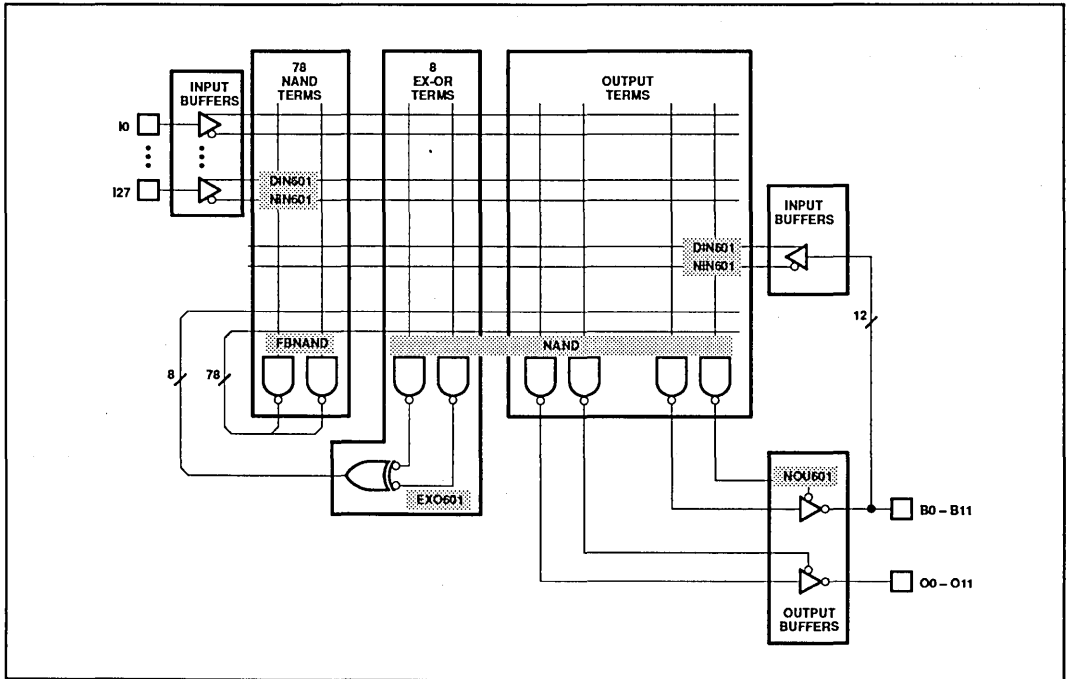 INPUT
BUFFERS
78
NAND
TERMS
8
EX-OR
TERMS
OUTPUT
TERMS
I0
I27
DIN601
NIN601
INPUT
BUFFERS
DIN601
NIN601
12
8
78
FBNAND
NAND
EXO601
NOU601
B0 – B11
O0 – O11
OUTPUT
BUFFERS